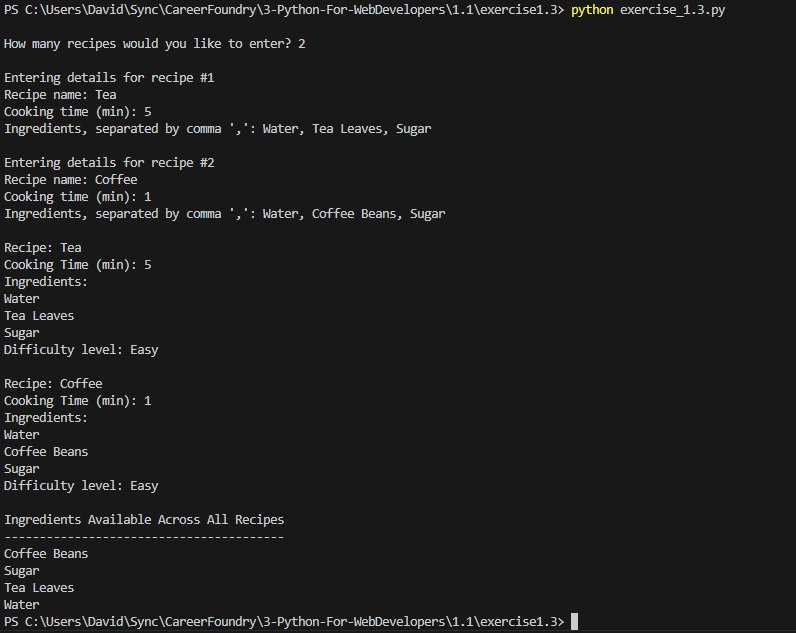 PS C:\Users\David\Sync\CareerFoundry\3-Python-For-WebDevelopers\1.1\exercise1.3> python exercise_1.3.py
How many recipes would you like to enter? 2
Entering details for recipe #1
Recipe name: Tea
Cooking time (min): 5
Ingredients, separated by comma ',': Water, Tea Leaves, Sugar
Entering details for recipe #2
Recipe name: Coffee
Cooking time (min): 1
Ingredients, separated by comma ',': Water, Coffee Beans, Sugar
Recipe: Tea
Cooking Time (min): 5
Ingredients:
Water
Tea Leaves
Sugar
Difficulty level: Easy
Recipe: Coffee
Cooking Time (min): 1
Ingredients:
Water
Coffee Beans
Sugar
Difficulty level: Easy
Ingredients Available Across All Recipes
----------------------------------------
Coffee Beans
Sugar
Tea Leaves
Water
PS C:\Users\David\Sync\CareerFoundry\3-Python-For-WebDevelopers\1.1\exercise1.3>